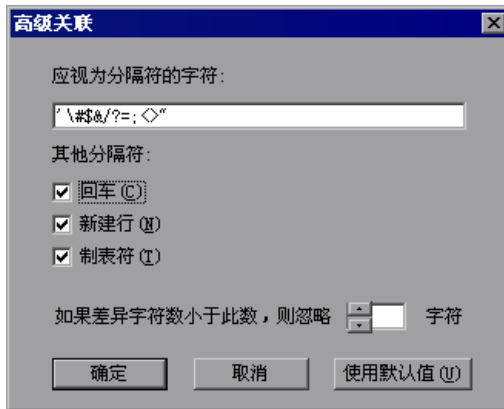 高级关联
应视为分隔符的字符:
'\#$&/?=;<>"
其他分隔符:
回车(C)
新建行(N)
制表符(T)
如果差异字符数小于此数，则忽略 字符
确定 取消 使用默认值(U)